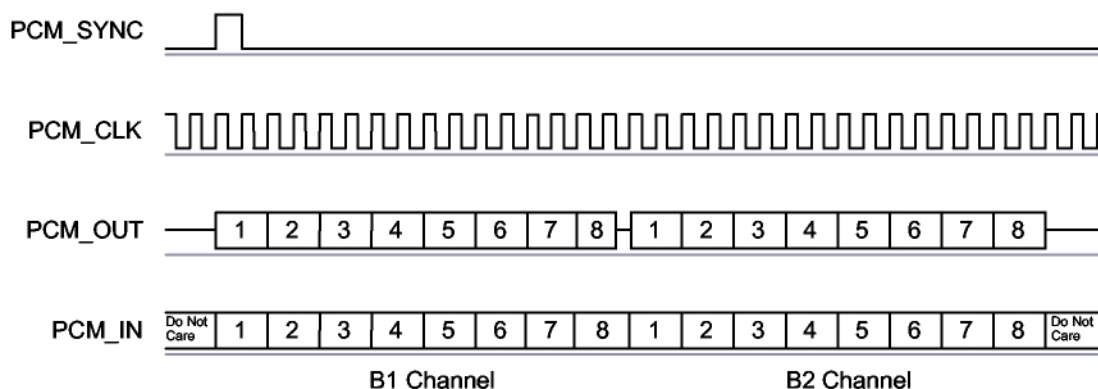 PCM_SYNC
PCM_CLK
PCM_OUT 1 2 3 4 5 6 7 8 1 2 3 4 5 6 7 8
PCM_IN Do Not Care 1 2 3 4 5 6 7 8 1 2 3 4 5 6 7 8 Do Not Care
B1 Channel B2 Channel